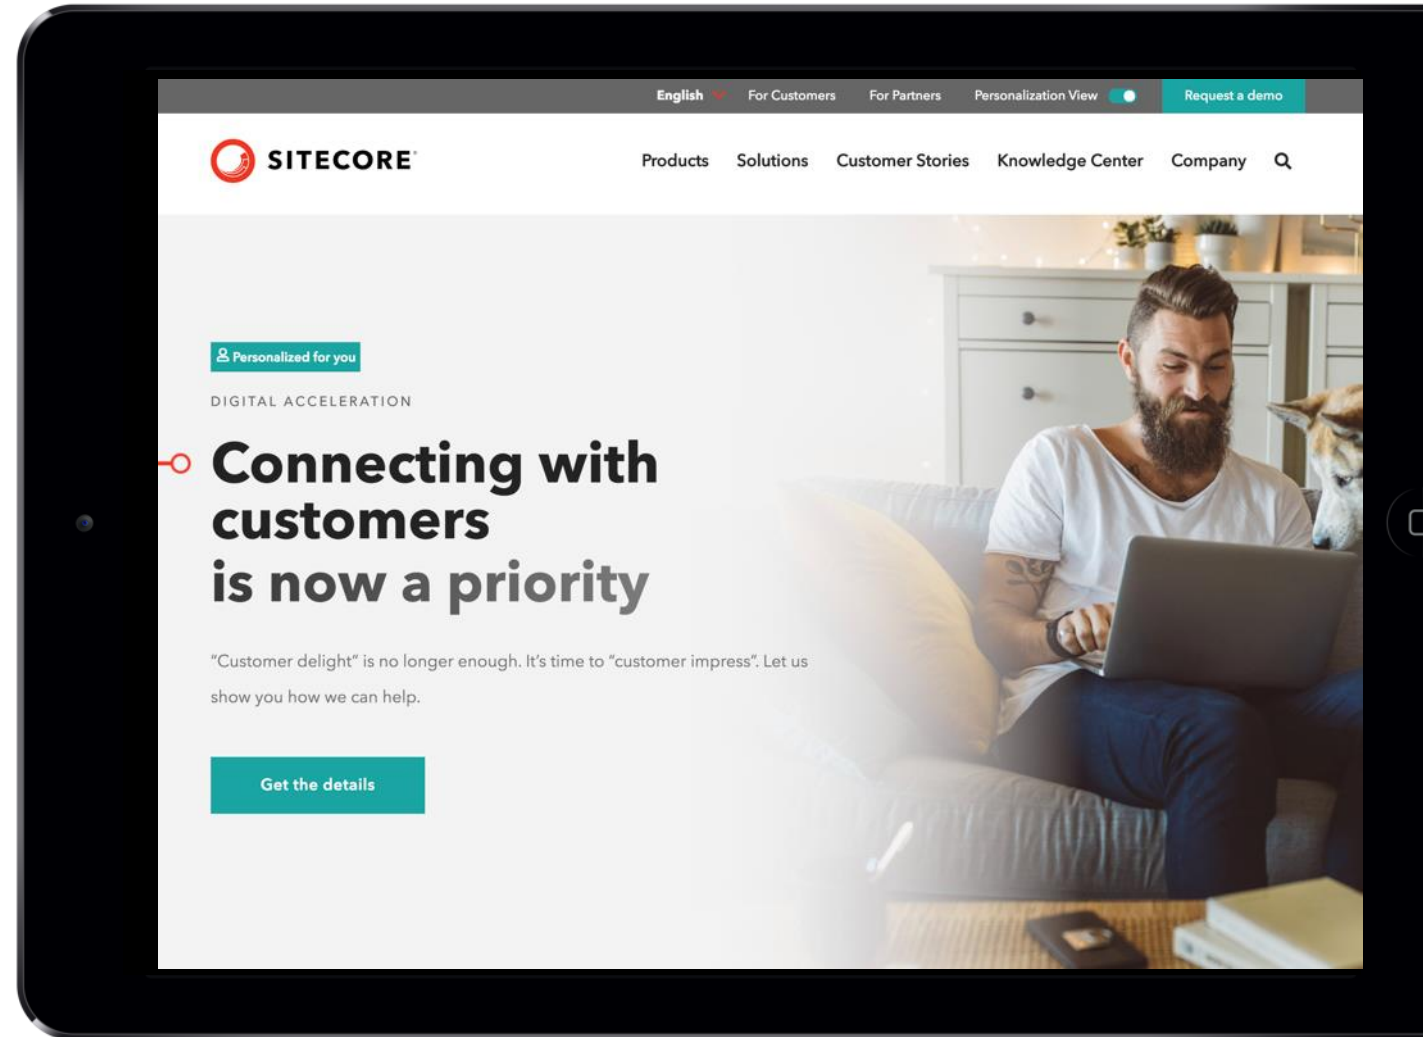 English For Customers For Partners Personalization View Request a demo
SITECORE
Products Solutions Customer Stories Knowledge Center Company
Personalized for you
DIGITAL ACCELERATION
Connecting with
customers
is now a priority
“Customer delight” is no longer enough. It's time to “customer impress”. Let us
show you how we can help.
Get the details